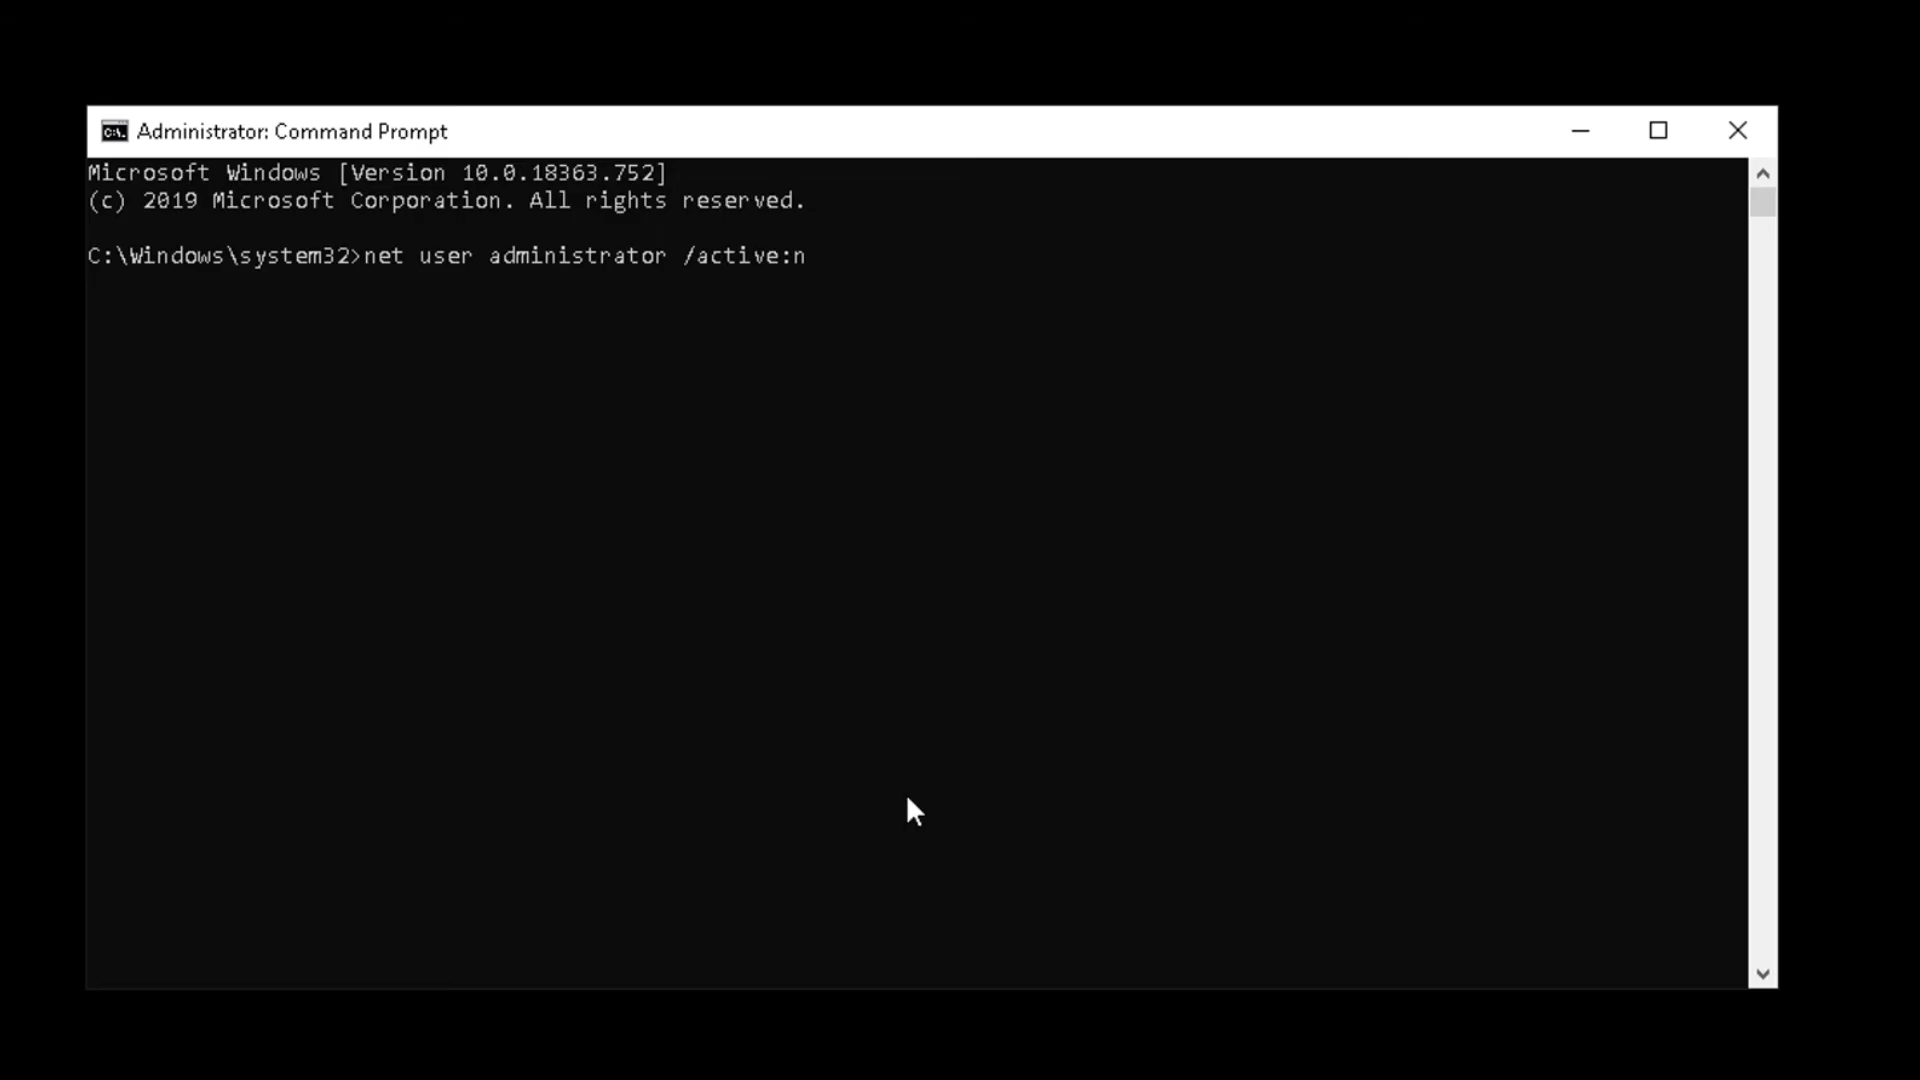 Administrator: Command Prompt
Microsoft Windows [Version 10.0.18363.752]
(c) 2019 Microsoft Corporation. All rights reserved.
C:\Windows\system32>net user administrator /active:n